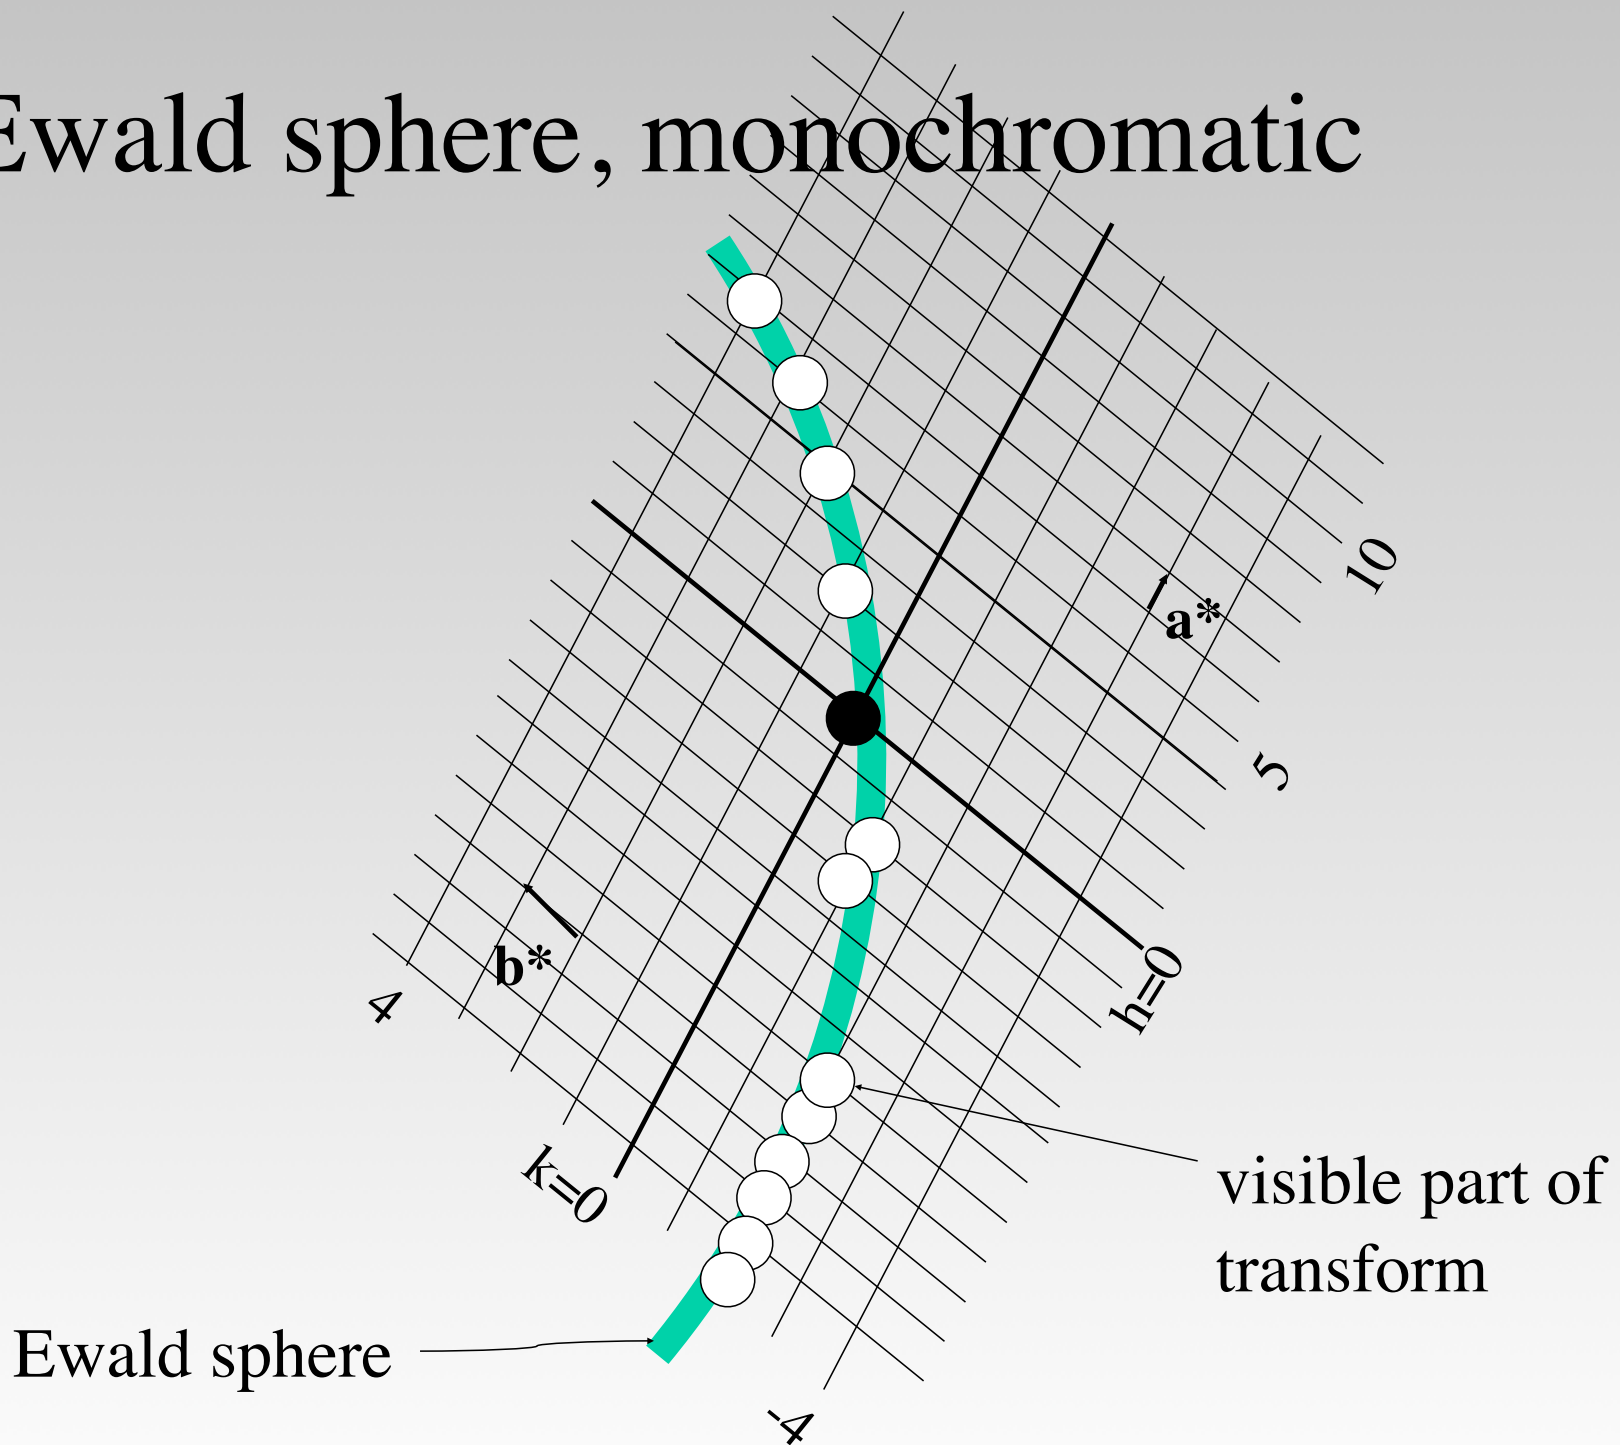 Ewald sphere, monochromatic
10
a*
5
b*
h=0
4
k=0
visible part of
transform
Ewald sphere
-4